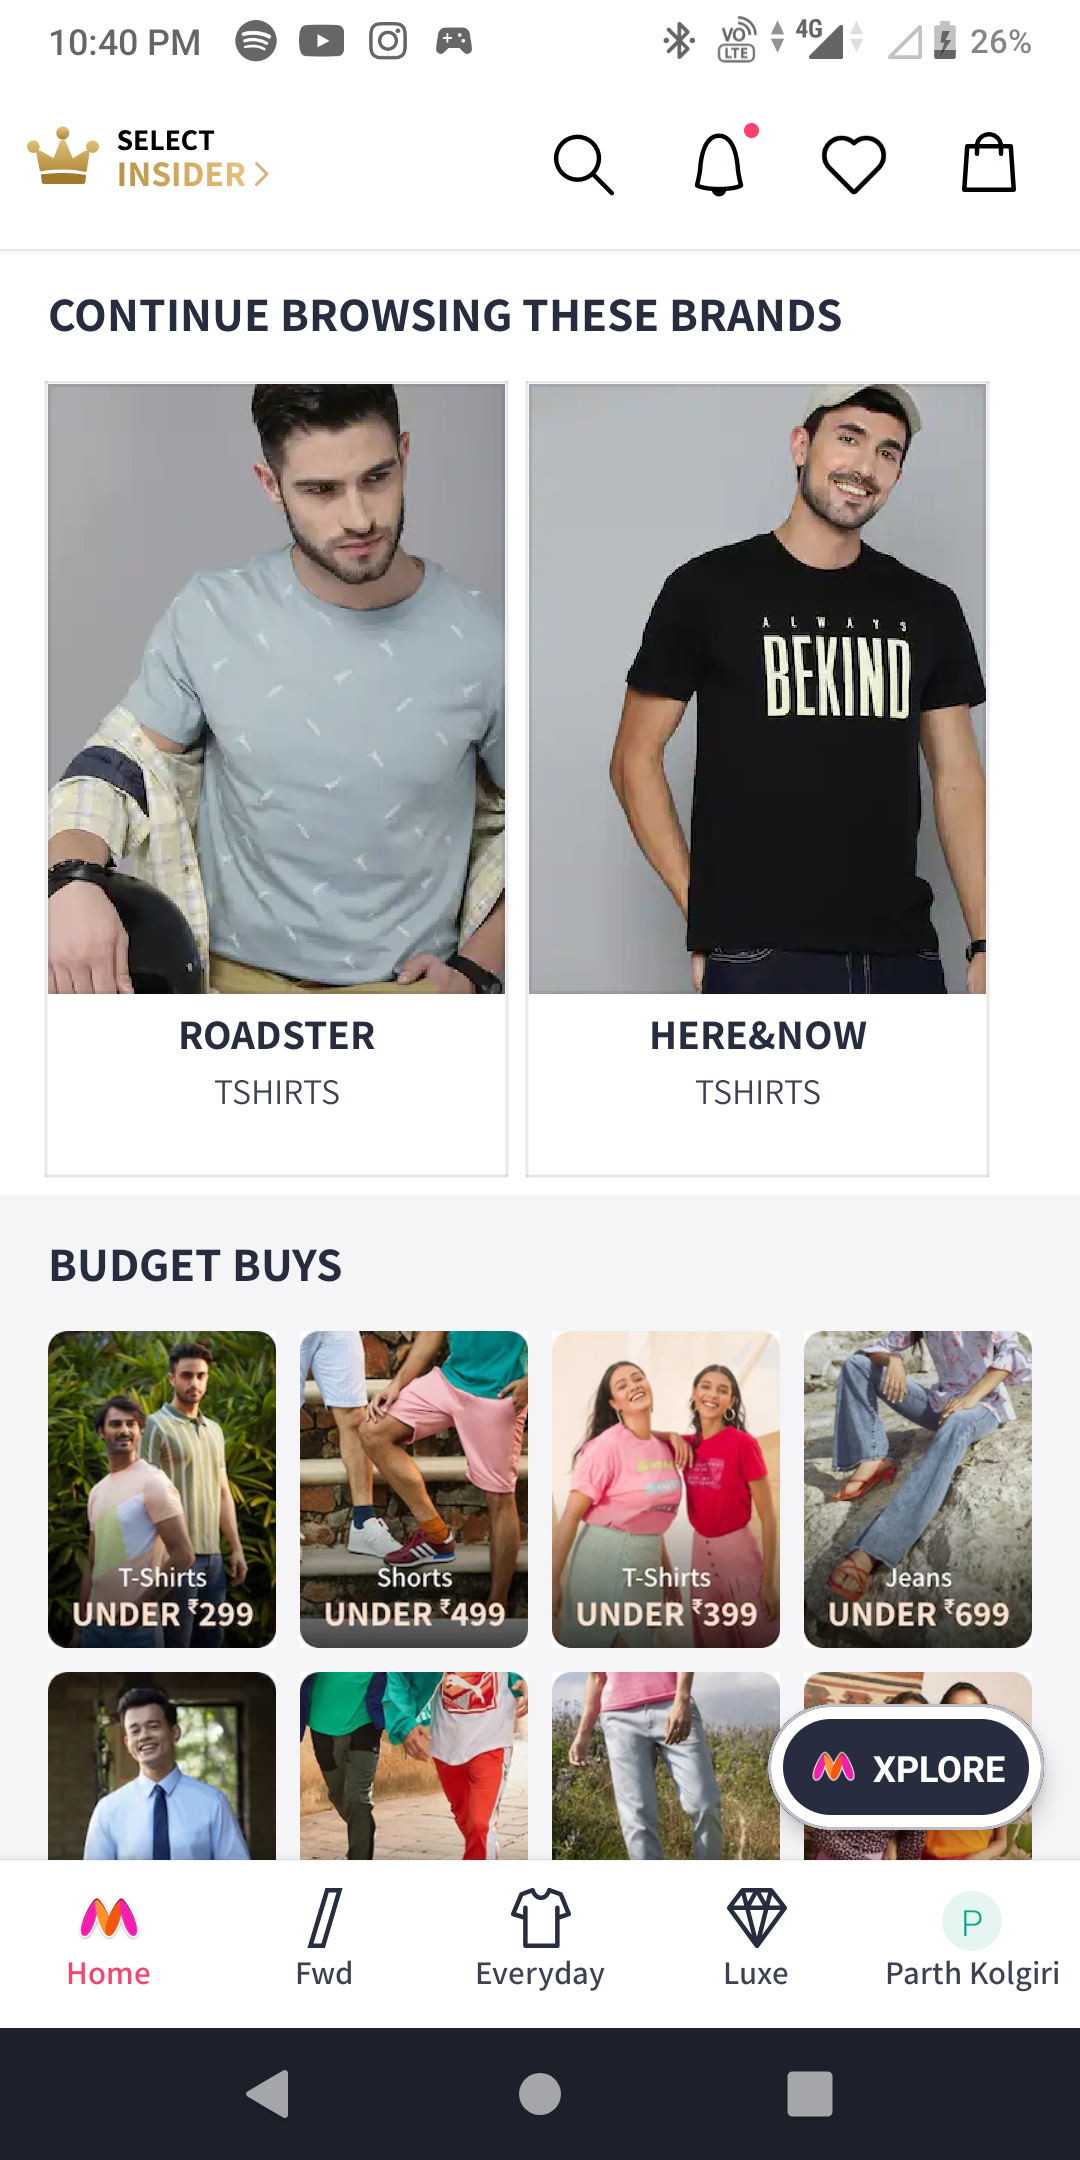 10:40 PM
VO LTE 4G 26%
SELECT
INSIDER
CONTINUE BROWSING THESE BRANDS
ALWAYS
BEKIND
ROADSTER
TSHIRTS
HERE&NOW
TSHIRTS
BUDGET BUYS
T-Shirts
UNDER ₹299
Shorts
UNDER ₹499
T-Shirts
UNDER ₹399
Jeans
UNDER ₹699
XPLORE
Home
Fwd
Everyday
Luxe
P
Parth Kolgiri